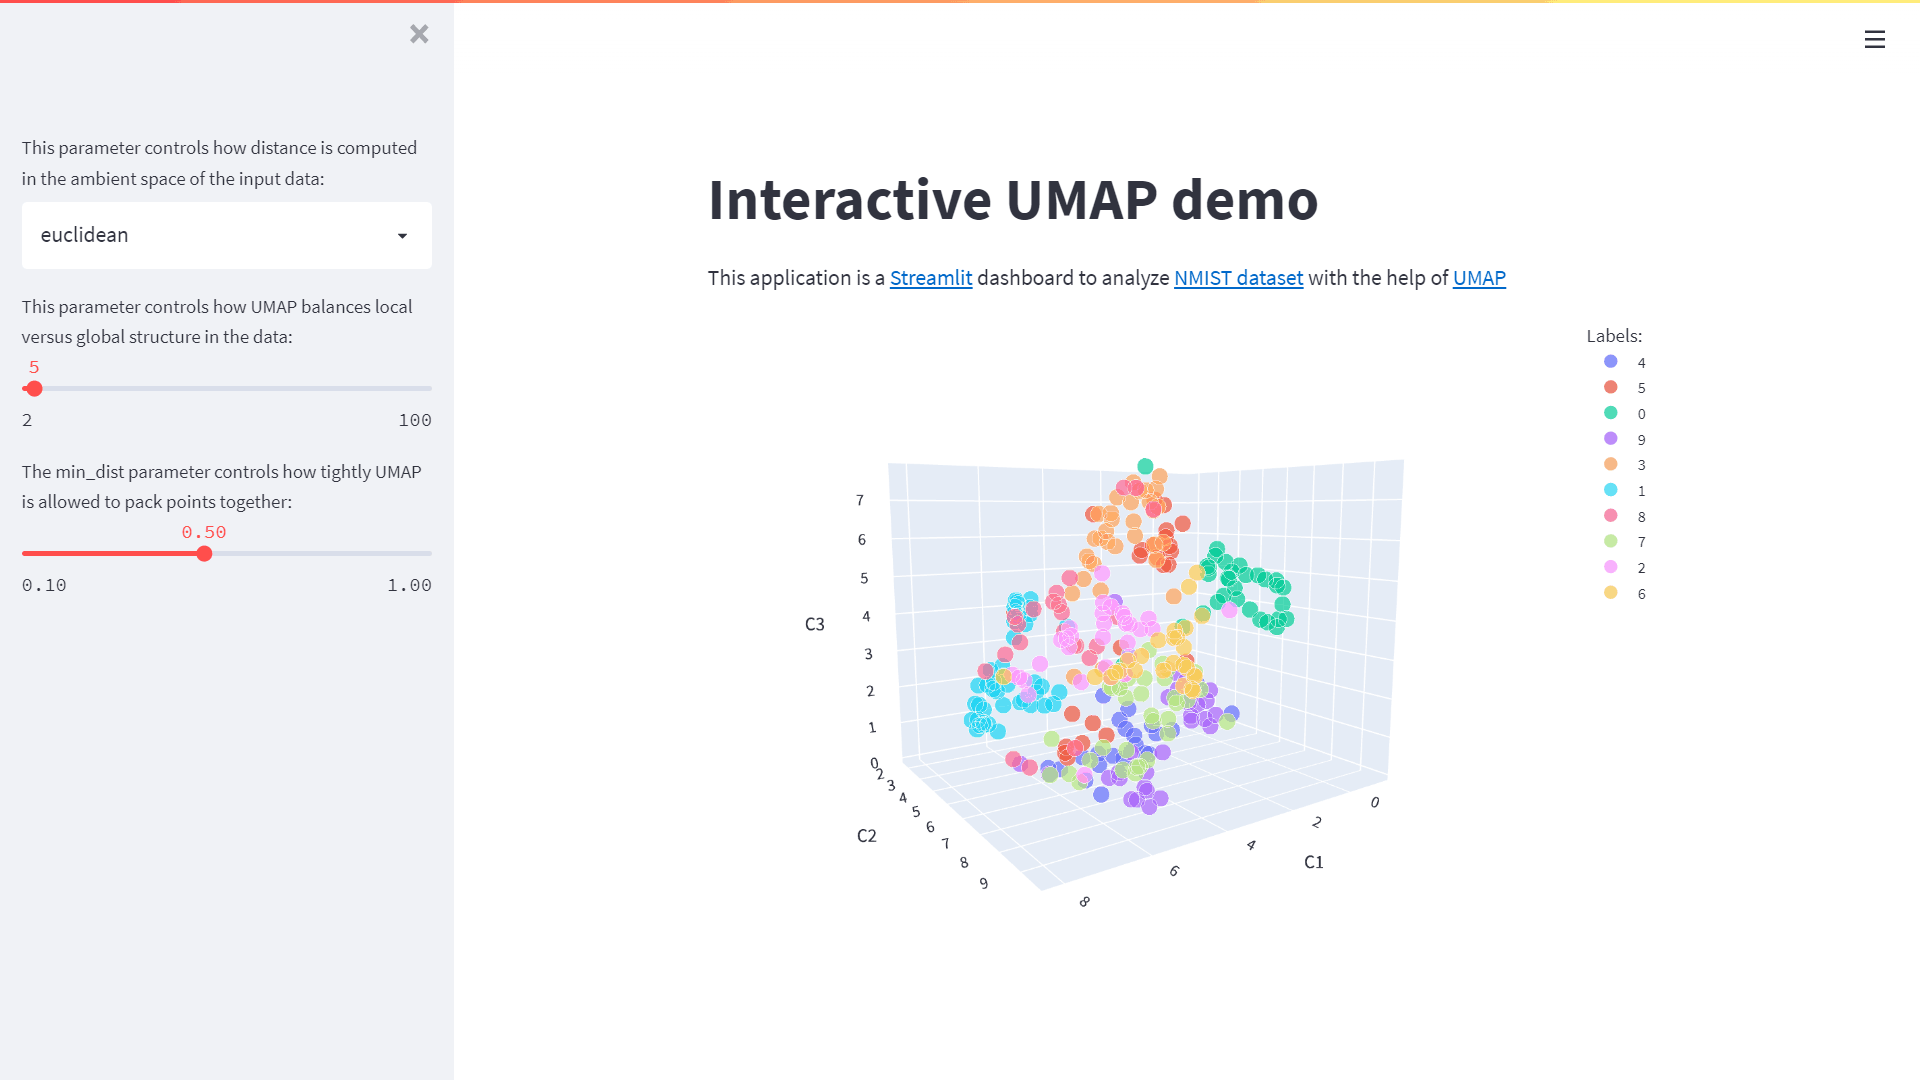 This parameter controls how distance is computed
in the ambient space of the input data:
euclidean
This parameter controls how UMAP balances local
versus global structure in the data:
5
2 100
The min_dist parameter controls how tightly UMAP
is allowed to pack points together:
0.50
0.10 1.00
Interactive UMAP demo
This application is a Streamlit dashboard to analyze NMIST dataset with the help of UMAP
Labels:
4
5
0
9
3
1
8
7
2
6
7
6
5
4
3
2
1
0
C3
2
3
4
5
6
7
8
9
C2
8
6
4
2
0
C1